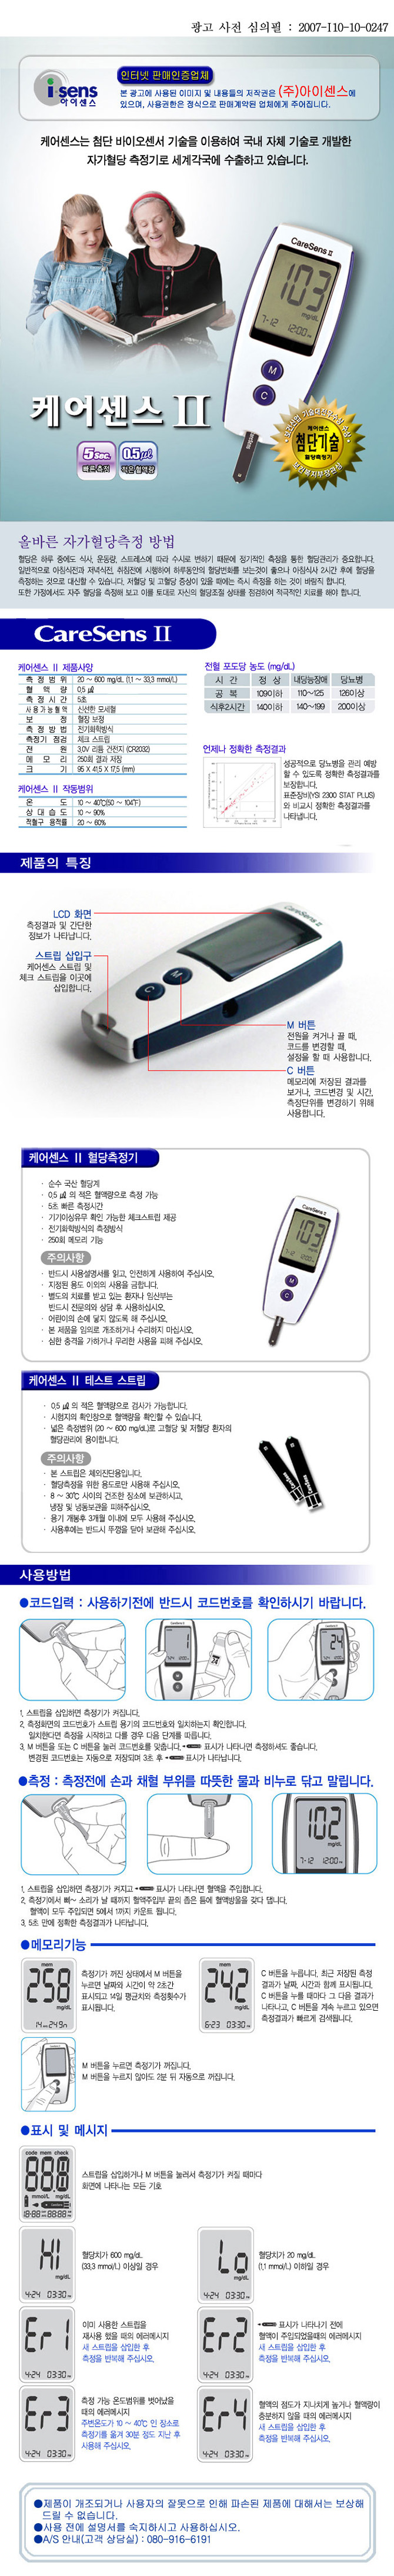 광고 사전 심의필 : 2007-I10-10-0247
i-sens
아이센스
인터넷 판매인증업체
본 광고에 사용된 이미지 및 내용들의 저작권은 (주)아이센스에
있으며, 사용권한은 정식으로 판매계약된 업체에게 주어집니다.
케어센스는 첨단 바이오센서 기술을 이용하여 국내 자체 기술로 개발한
자가혈당 측정기로 세계각국에 수출하고 있습니다.
CareSens II
103
mg/dL
7-12 12:00
M
C
케어센스 II
5 Sec.
빠른측정
0.5㎕
적은혈액량
케어센스
첨단기술
혈당측정기
올바른 자가혈당측정 방법
혈당은 하루 중에도 식사, 운동량, 스트레스에 따라 수시로 변하기 때문에 정기적인 측정을 통한 혈당관리가 중요합니다.
일반적으로 아침식전과 저녁식전, 취침전에 시행하여 하루동안의 혈당변화를 보는것이 좋으나 아침식사 2시간 후에 혈당을
측정하는 것으로 대신할 수 있습니다. 저혈당 및 고혈당 증상이 있을 때에는 즉시 측정을 하는 것이 바람직 합니다.
또한 가정에서도 자주 혈당을 측정해 보고 이를 토대로 자신의 혈당조절 상태를 점검하여 적극적인 치료를 해야 합니다.
CareSens II
케어센스 II 제품사양
측정범위 20 ~ 600 mg/dL (1.1 ~ 33.3 mmol/L)
혈액량 0.5 ㎕
측정시간 5초
사용가능혈액 신선한 모세혈
보정 혈장 보정
측정방법 전기화학방식
측정기 점검 체크 스트립
전원 3.0V 리튬 건전지 (CR2032)
메모리 250회 결과 저장
크기 95 X 41.5 X 17.5 (mm)
케어센스 II 작동범위
온도 10 ~ 40℃(50 ~ 104℉)
상대습도 10 ~ 90%
적혈구 용적률 20 ~ 60%
전혈 포도당 농도 (mg/dL)
시간 정상 내당능장애 당뇨병
공복 109이하 110~125 126이상
식후2시간 140이하 140~199 200이상
언제나 정확한 측정결과
성공적으로 당뇨병을 관리 예방
할 수 있도록 정확한 측정결과를
보장합니다.
표준장비(YSI 2300 STAT PLUS)
와 비교시 정확한 측정결과를
나타냅니다.
제품의 특징
LCD 화면
측정결과 및 간단한
정보가 나타납니다.
스트립 삽입구
케어센스 스트립 및
체크 스트립을 이곳에
삽입합니다.
M 버튼
전원을 켜거나 끌 때,
코드를 변경할 때,
설정을 할 때 사용합니다.
C 버튼
메모리에 저장된 결과를
보거나, 코드변경 및 시간,
측정단위를 변경하기 위해
사용합니다.
케어센스 II 혈당측정기
· 순수 국산 혈당계
· 0.5 ㎕ 의 적은 혈액량으로 측정 가능
· 5초 빠른 측정시간
· 기기이상유무 확인 가능한 체크스트립 제공
· 전기화학방식의 측정방식
· 250회 메모리 기능
주의사항
· 반드시 사용설명서를 읽고, 안전하게 사용하여 주십시오.
· 지정된 용도 이외의 사용을 금합니다.
· 별도의 치료를 받고 있는 환자나 임산부는
반드시 전문의와 상담 후 사용하십시오.
· 어린이의 손에 닿지 않도록 해 주십시오.
· 본 제품을 임의로 개조하거나 수리하지 마십시오.
· 심한 충격을 가하거나 무리한 사용을 피해 주십시오.
케어센스 II 테스트 스트립
· 0.5 ㎕ 의 적은 혈액량으로 검사가 가능합니다.
· 시험지의 확인창으로 혈액량을 확인할 수 있습니다.
· 넓은 측정범위 (20 ~ 600 mg/dL)로 고혈당 및 저혈당 환자의
혈당관리에 용이합니다.
주의사항
· 본 스트립은 체외진단용입니다.
· 혈당측정을 위한 용도로만 사용해 주십시오.
· 8 ~ 30℃ 사이의 건조한 장소에 보관하시고,
냉장 및 냉동보관을 피해주십시오.
· 용기 개봉후 3개월 이내에 모두 사용해 주십시오.
· 사용후에는 반드시 뚜껑을 닫아 보관해 주십시오.
사용방법
●코드입력 : 사용하기전에 반드시 코드번호를 확인하시기 바랍니다.
1. 스트립을 삽입하면 측정기가 켜집니다.
2. 측정화면의 코드번호가 스트립 용기의 코드번호와 일치하는지 확인합니다.
일치한다면 측정을 시작하고 다를 경우 다음 단계를 따릅니다.
3. M 버튼을 또는 C 버튼을 눌러 코드번호를 맞춥니다. 표시가 나타나면 측정하셔도 좋습니다.
변경된 코드번호는 자동으로 저장되며 3초 후 표시가 나타납니다.
●측정 : 측정전에 손과 채혈 부위를 따뜻한 물과 비누로 닦고 말립니다.
102
mg/dL
7-12 12:00
1. 스트립을 삽입하면 측정기가 켜지고 표시가 나타나면 혈액을 주입합니다.
2. 측정기에서 삐~ 소리가 날 때까지 혈액주입부 끝의 좁은 틈에 혈액방울을 갖다 댑니다.
혈액이 모두 주입되면 5에서 1까지 카운트 됩니다.
3. 5초 만에 정확한 측정결과가 나타납니다.
●메모리기능
mem
258
mg/dL
측정기가 꺼진 상태에서 M 버튼을
누르면 날짜와 시간이 약 2초간
표시되고 14일 평균치와 측정횟수가
표시됩니다.
mem
242
mg/dL
6-23 03:30
C 버튼을 누릅니다. 최근 저장된 측정
결과가 날짜, 시간과 함께 표시됩니다.
C 버튼을 누를 때마다 그 다음 결과가
나타나고, C 버튼을 계속 누르고 있으면
측정결과가 빠르게 검색됩니다.
M 버튼을 누르면 측정기가 꺼집니다.
M 버튼을 누르지 않아도 2분 뒤 자동으로 꺼집니다.
●표시 및 메시지
code mem check
888
mmol/L mg/dL
스트립을 삽입하거나 M 버튼을 눌러서 측정기가 켜질 때마다
화면에 나타나는 모든 기호
HI
mg/dL
4-24 03:30
혈당치가 600 mg/dL
(33.3 mmol/L) 이상일 경우
Lo
mg/dL
4-24 03:30
혈당치가 20 mg/dL
(1.1 mmol/L) 이하일 경우
Er1
4-24 03:30
이미 사용한 스트립을
재사용 했을 때의 에러메시지
새 스트립을 삽입한 후
측정을 반복해 주십시오.
Er2
4-24 03:30
표시가 나타나기 전에
혈액이 주입되었을때의 에러메시지
새 스트립을 삽입한 후
측정을 반복해 주십시오.
Er3
4-24 03:30
측정 가능 온도범위를 벗어났을
때의 에러메시지
주변온도가 10 ~ 40℃ 인 장소로
측정기를 옮겨 30분 정도 지난 후
사용해 주십시오.
Er4
4-24 03:30
혈액의 점도가 지나치게 높거나 혈액량이
충분하지 않을 때의 에러메시지
새 스트립을 삽입한 후
측정을 반복해 주십시오.
●제품이 개조되거나 사용자의 잘못으로 인해 파손된 제품에 대해서는 보상해
드릴 수 없습니다.
●사용 전에 설명서를 숙지하시고 사용하십시오.
●A/S 안내(고객 상담실) : 080-916-6191